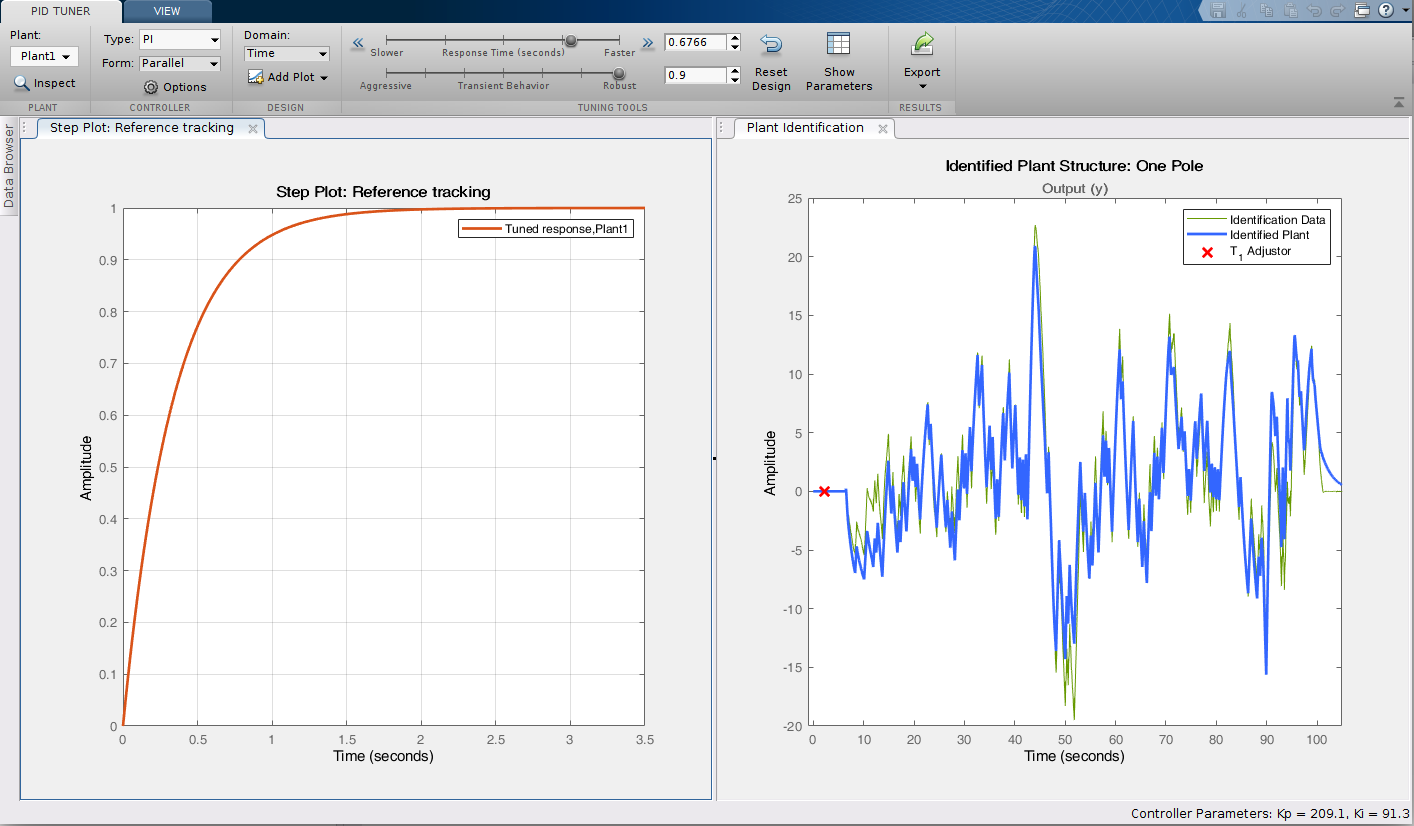 PID TUNER VIEW
Plant:
Plant1
Inspect
PLANT
Type: PI
Form: Parallel
Options
CONTROLLER
Domain:
Time
Add Plot
DESIGN
Slower Response Time (seconds) Faster 0.6766
Aggressive Transient Behavior Robust 0.9
Reset Design
Show Parameters
TUNING TOOLS
Export
RESULTS
Data Browser
Step Plot: Reference tracking
Step Plot: Reference tracking
Tuned response,Plant1
Amplitude
1
0.9
0.8
0.7
0.6
0.5
0.4
0.3
0.2
0.1
0
0 0.5 1 1.5 2 2.5 3 3.5
Time (seconds)
Plant Identification
Identified Plant Structure: One Pole
Output (y)
Identification Data
Identified Plant
T1 Adjustor
Amplitude
25
20
15
10
5
0
-5
-10
-15
-20
0 10 20 30 40 50 60 70 80 90 100
Time (seconds)
Controller Parameters: Kp = 209.1, Ki = 91.3